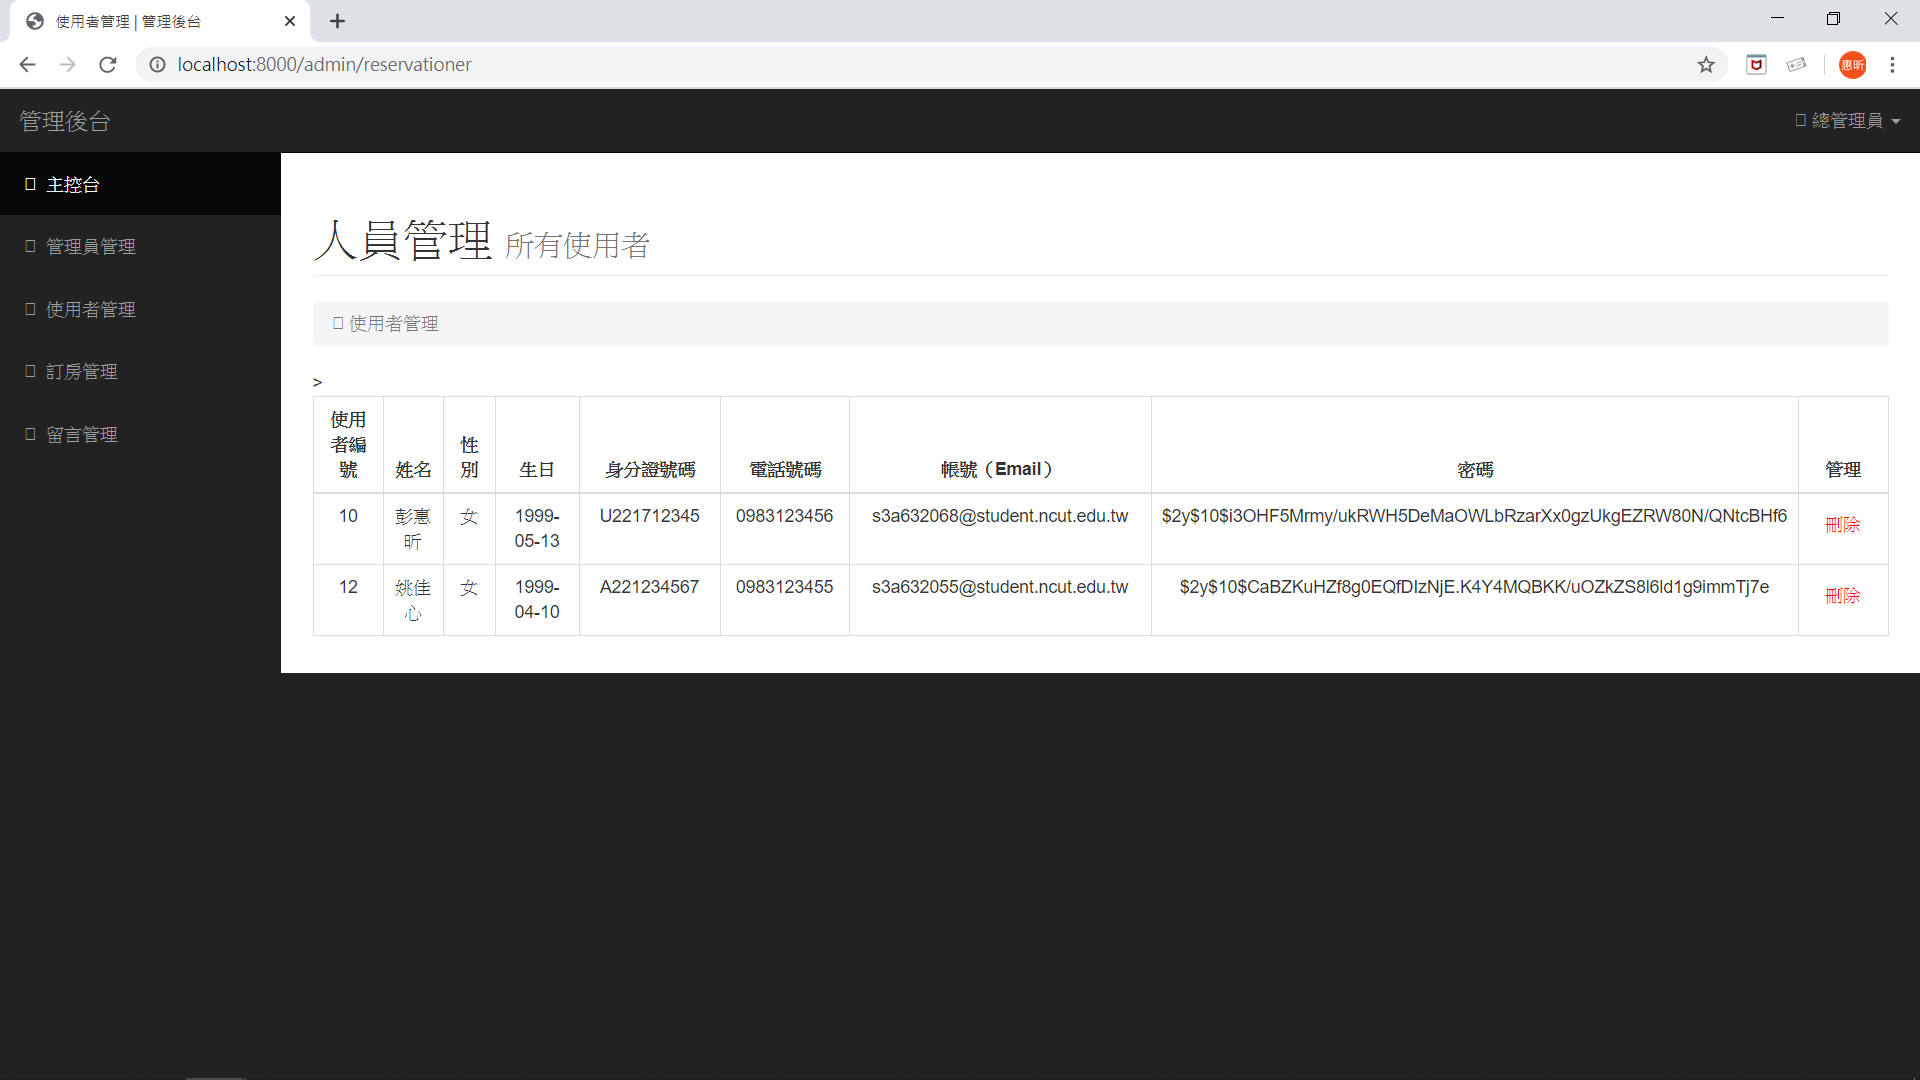 使用者管理 | 管理後台
localhost:8000/admin/reservationer
惠昕
管理後台
總管理員
主控台
管理員管理
使用者管理
訂房管理
留言管理
人員管理 所有使用者
使用者管理
>
使用者編號 姓名 性別 生日 身分證號碼 電話號碼 帳號（Email） 密碼 管理
10 彭惠昕 女 1999-05-13 U221712345 0983123456 s3a632068@student.ncut.edu.tw $2y$10$i3OHF5Mrmy/ukRWH5DeMaOWLbRzarXx0gzUkgEZRW80N/QNtcBHf6 刪除
12 姚佳心 女 1999-04-10 A221234567 0983123455 s3a632055@student.ncut.edu.tw $2y$10$CaBZKuHZf8g0EQfDIzNjE.K4Y4MQBKK/uOZkZS8l6ld1g9immTj7e 刪除